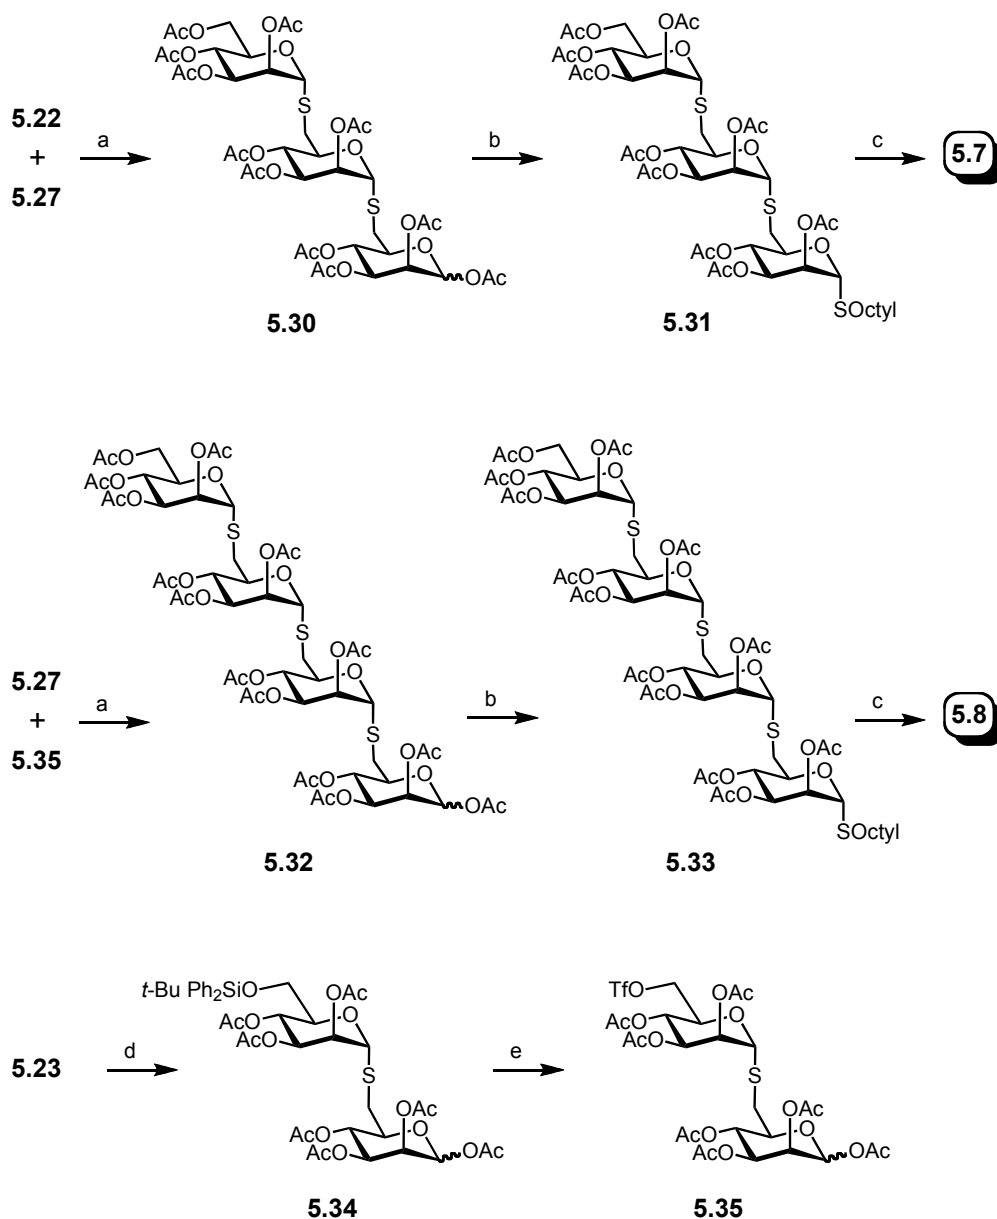 AcO
OAc
AcO
AcO
O
S
5.22
+
5.27
a
OAc
AcO
AcO
O
S
OAc
AcO
AcO
O
OAc
5.30
b
AcO
OAc
AcO
AcO
O
S
OAc
AcO
AcO
O
S
OAc
AcO
AcO
O
SOctyl
5.31
c
5.7
AcO
OAc
AcO
AcO
O
S
OAc
AcO
AcO
O
S
5.27
+
5.35
a
OAc
AcO
AcO
O
S
OAc
AcO
AcO
O
OAc
5.32
b
AcO
OAc
AcO
AcO
O
S
OAc
AcO
AcO
O
S
OAc
AcO
AcO
O
S
OAc
AcO
AcO
O
SOctyl
5.33
c
5.8
5.23
d
t-Bu Ph₂SiO
OAc
AcO
AcO
O
S
OAc
AcO
AcO
O
OAc
5.34
e
TfO
OAc
AcO
AcO
O
S
OAc
AcO
AcO
O
OAc
5.35